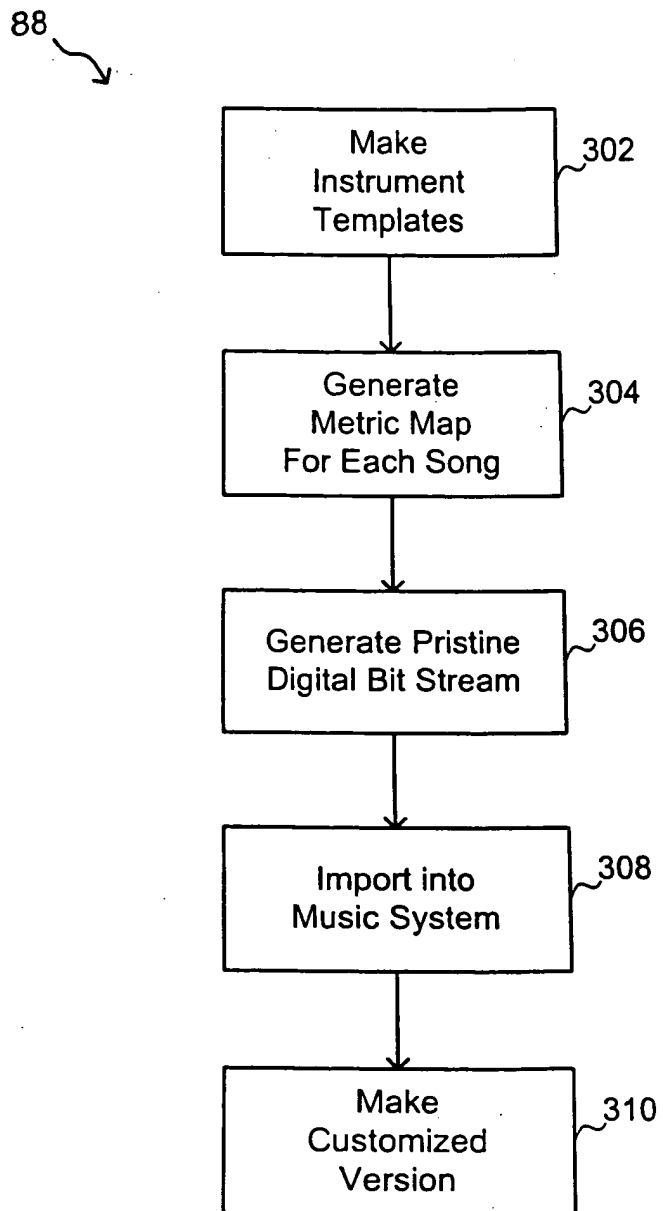 88
Make
Instrument
Templates
302
Generate
Metric Map
For Each Song
304
Generate Pristine
Digital Bit Stream
306
Import into
Music System
308
Make
Customized
Version
310